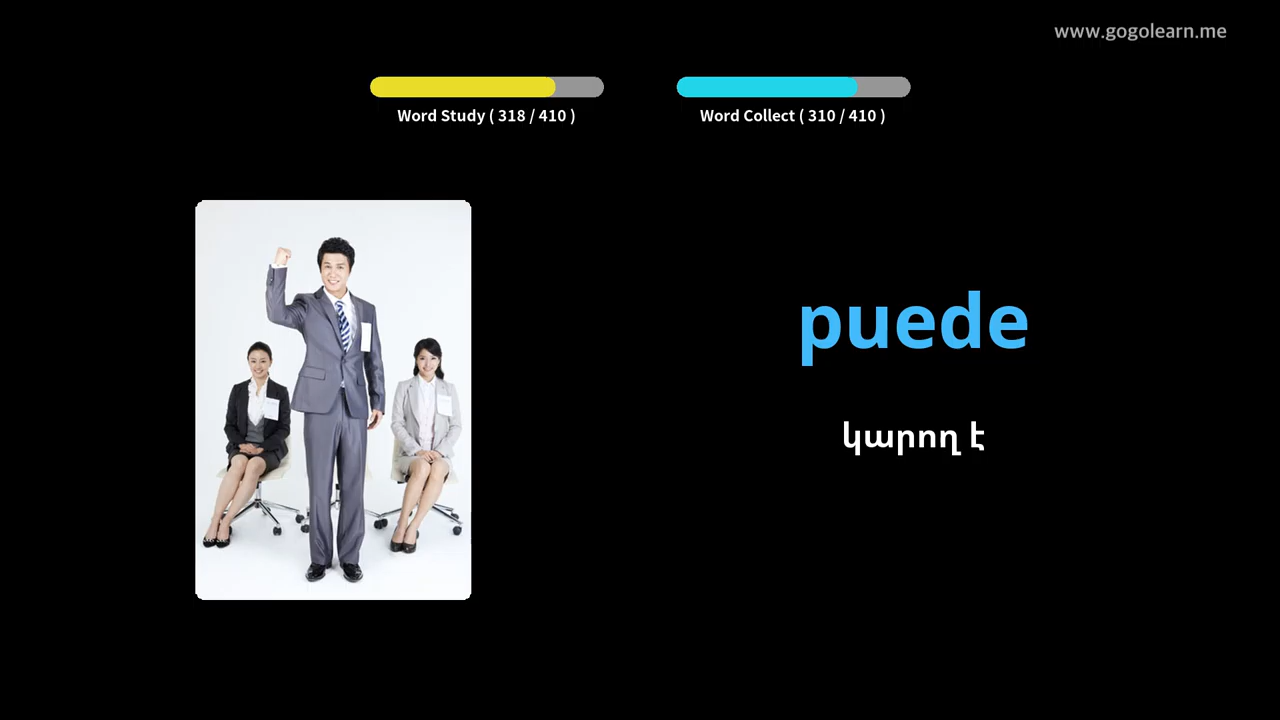 www.gogolearn.me
Word Study ( 318 / 410 )
Word Collect ( 310 / 410 )
puede
կարող է